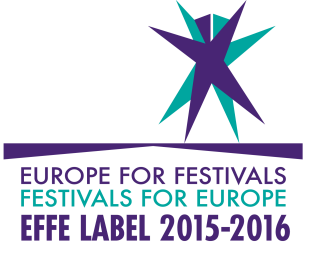 EUROPE FOR FESTIVALS
FESTIVALS FOR EUROPE
EFFE LABEL 2015-2016